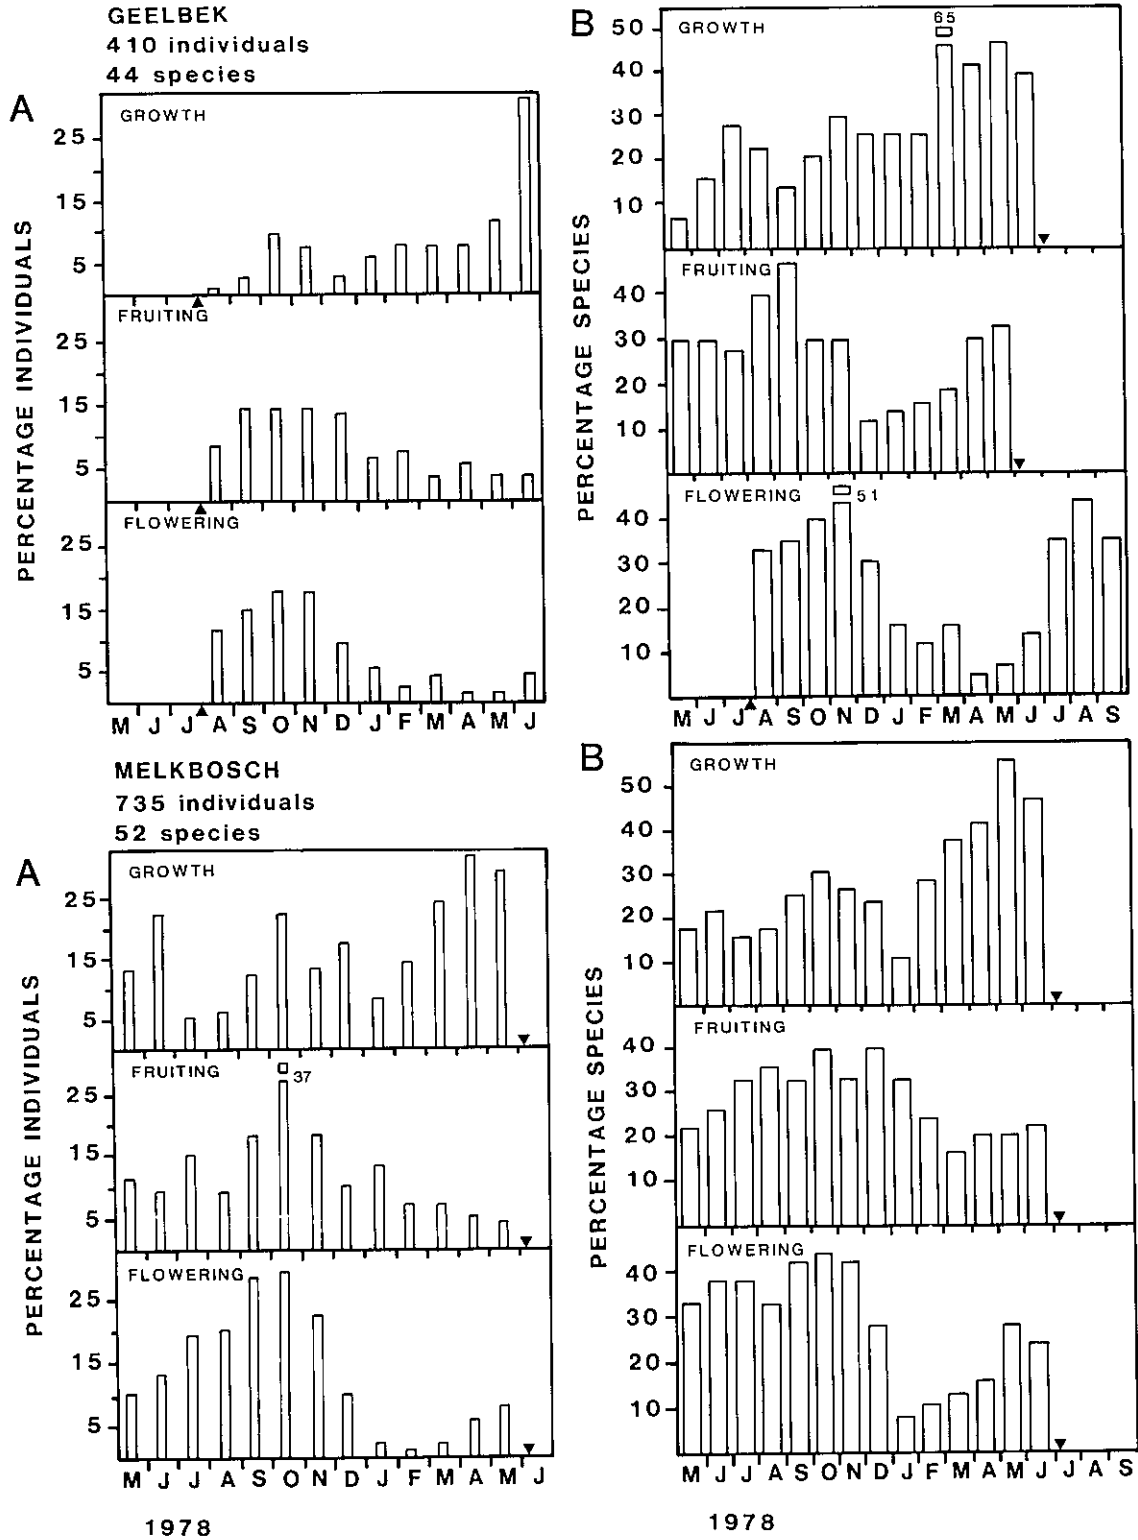 GEELBEK
410 individuals
44 species
A
GROWTH
25
15
5
FRUITING
25
15
5
FLOWERING
25
15
5
PERCENTAGE INDIVIDUALS
M J J A S O N D J F M A M J
B
GROWTH
65
50
40
30
20
10
FRUITING
40
30
20
10
FLOWERING
51
40
30
20
10
PERCENTAGE SPECIES
M J J A S O N D J F M A M J J A S
MELKBOSCH
735 individuals
52 species
A
GROWTH
25
15
5
FRUITING
37
25
15
5
FLOWERING
25
15
5
PERCENTAGE INDIVIDUALS
PERCENTAGE INDIVIDUALS
M J J A S O N D J F M A M J
1978
B
GROWTH
50
40
30
20
10
FRUITING
40
30
20
10
FLOWERING
40
30
20
10
PERCENTAGE SPECIES
M J J A S O N D J F M A M J J A S
1978